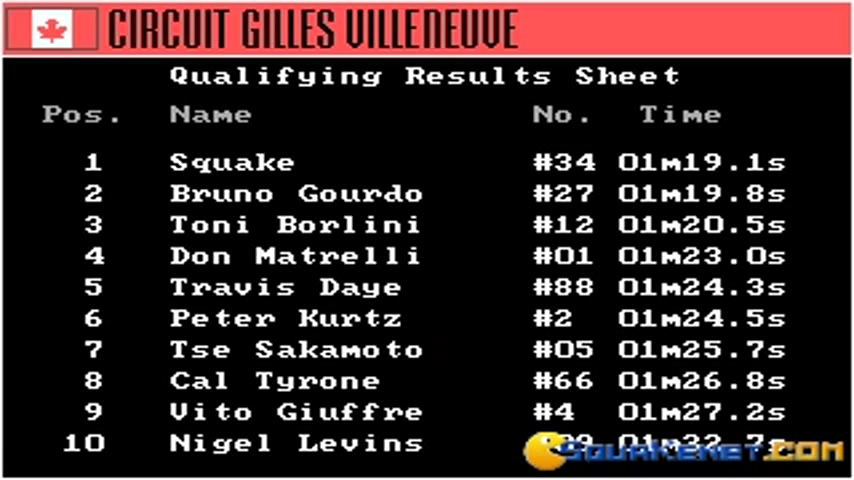 CIRCUIT GILLES VILLENEUVE
Qualifying Results Sheet
Pos. Name No. Time
1 Squake #34 01m19.1s
2 Bruno Gourdo #27 01m19.8s
3 Toni Borlini #12 01m20.5s
4 Don Matrelli #01 01m23.0s
5 Travis Daye #88 01m24.3s
6 Peter Kurtz #2 01m24.5s
7 Tse Sakamoto #05 01m25.7s
8 Cal Tyrone #66 01m26.8s
9 Vito Giuffre #4 01m27.2s
10 Nigel Levins
SQUAKENET.COM